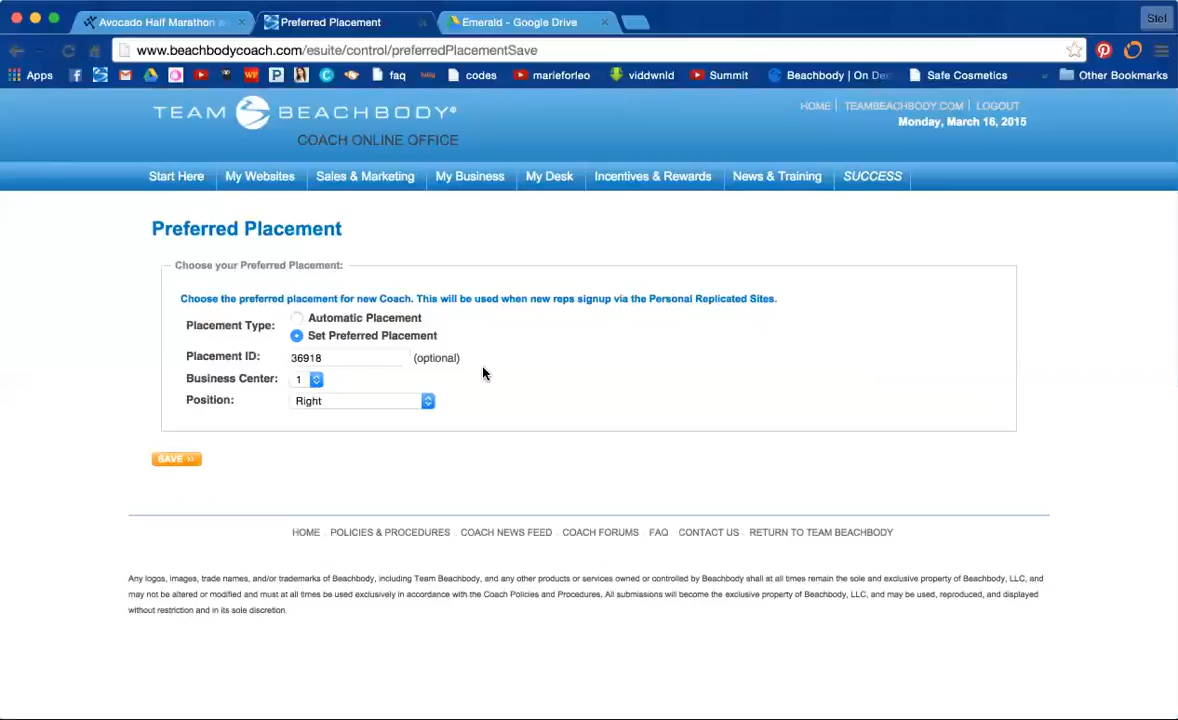 Avocado Half Marathon a
Preferred Placement
Emerald - Google Drive
Stef
www.beachbodycoach.com/esuite/control/preferredPlacementSave
Apps
faq
codes
marieforleo
viddwnld
Summit
Beachbody | On De
Safe Cosmetics
Other Bookmarks
TEAM BEACHBODY®
COACH ONLINE OFFICE
HOME | TEAMBEACHBODY.COM | LOGOUT
Monday, March 16, 2015
Start Here
My Websites
Sales & Marketing
My Business
My Desk
Incentives & Rewards
News & Training
SUCCESS
Preferred Placement
Choose your Preferred Placement:
Choose the preferred placement for new Coach. This will be used when new reps signup via the Personal Replicated Sites.
Placement Type:
Automatic Placement
Set Preferred Placement
Placement ID: 36918 (optional)
Business Center: 1
Position: Right
SAVE >>
HOME POLICIES & PROCEDURES COACH NEWS FEED COACH FORUMS FAQ CONTACT US RETURN TO TEAM BEACHBODY
Any logos, images, trade names, and/or trademarks of Beachbody, including Team Beachbody, and any other products or services owned or controlled by Beachbody shall at all times remain the sole and exclusive property of Beachbody, LLC, and
may not be altered or modified and must at all times be used exclusively in accordance with the Coach Policies and Procedures. All submissions will become the exclusive property of Beachbody, LLC, and may be used, reproduced, and displayed
without restriction and in its sole discretion.